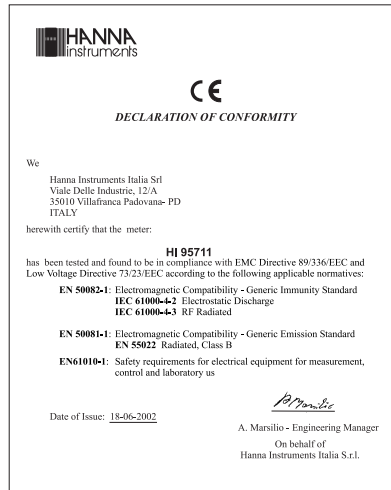 HANNA
instruments
CE
DECLARATION OF CONFORMITY
We
Hanna Instruments Italia Srl
Viale Delle Industrie, 12/A
35010 Villafranca Padovana- PD
ITALY
herewith certify that the meter:
HI 95711
has been tested and found to be in compliance with EMC Directive 89/336/EEC and
Low Voltage Directive 73/23/EEC according to the following applicable normatives:
EN 50082-1: Electromagnetic Compatibility - Generic Immunity Standard
IEC 61000-4-2 Electrostatic Discharge
IEC 61000-4-3 RF Radiated
EN 50081-1: Electromagnetic Compatibility - Generic Emission Standard
EN 55022 Radiated, Class B
EN61010-1: Safety requirements for electrical equipment for measurement,
control and laboratory us
Date of Issue: 18-06-2002
A. Marsilio - Engineering Manager
On behalf of
Hanna Instruments Italia S.r.l.